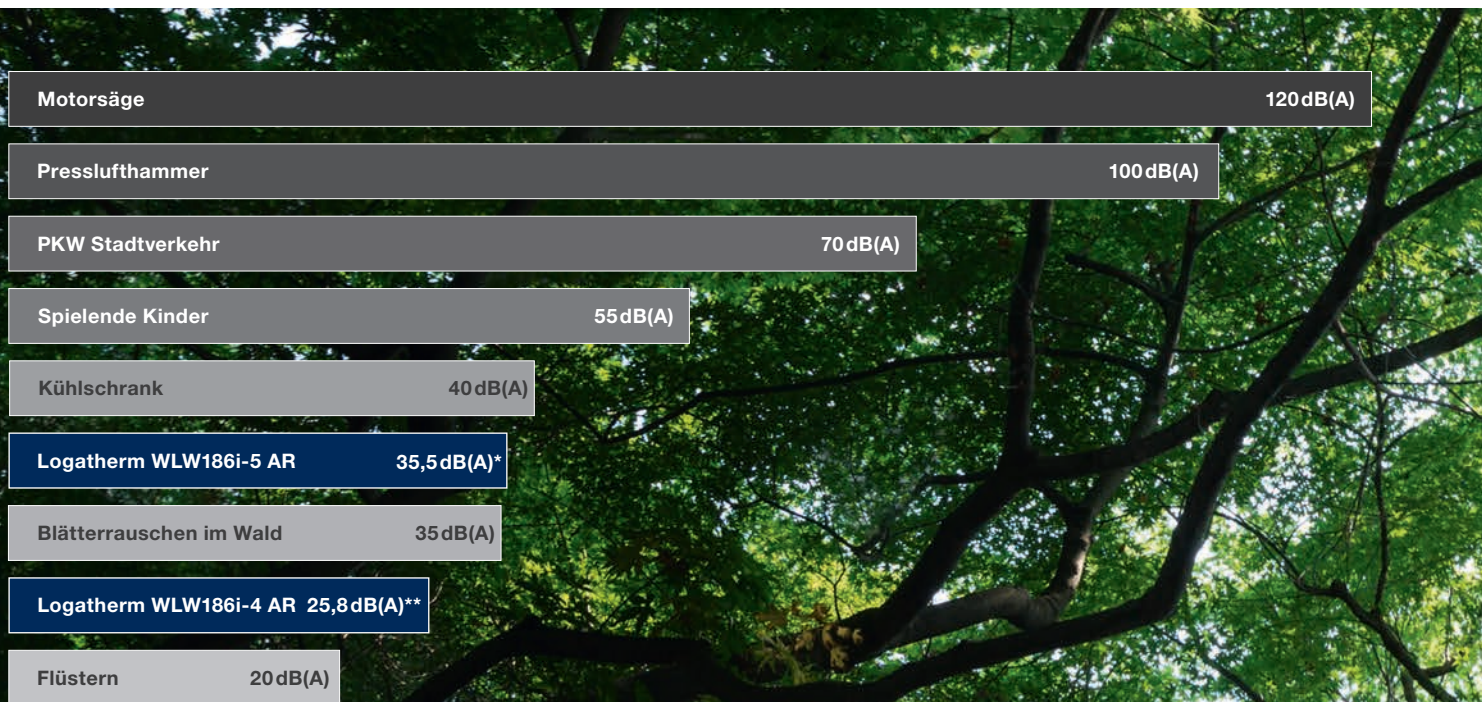 Motorsäge 120 dB(A)
Presslufthammer 100 dB(A)
PKW Stadtverkehr 70 dB(A)
Spielende Kinder 55 dB(A)
Kühlschrank 40 dB(A)
Logatherm WLW186i-5 AR 35,5 dB(A)*
Blätterrauschen im Wald 35 dB(A)
Logatherm WLW186i-4 AR 25,8 dB(A)**
Flüstern 20 dB(A)